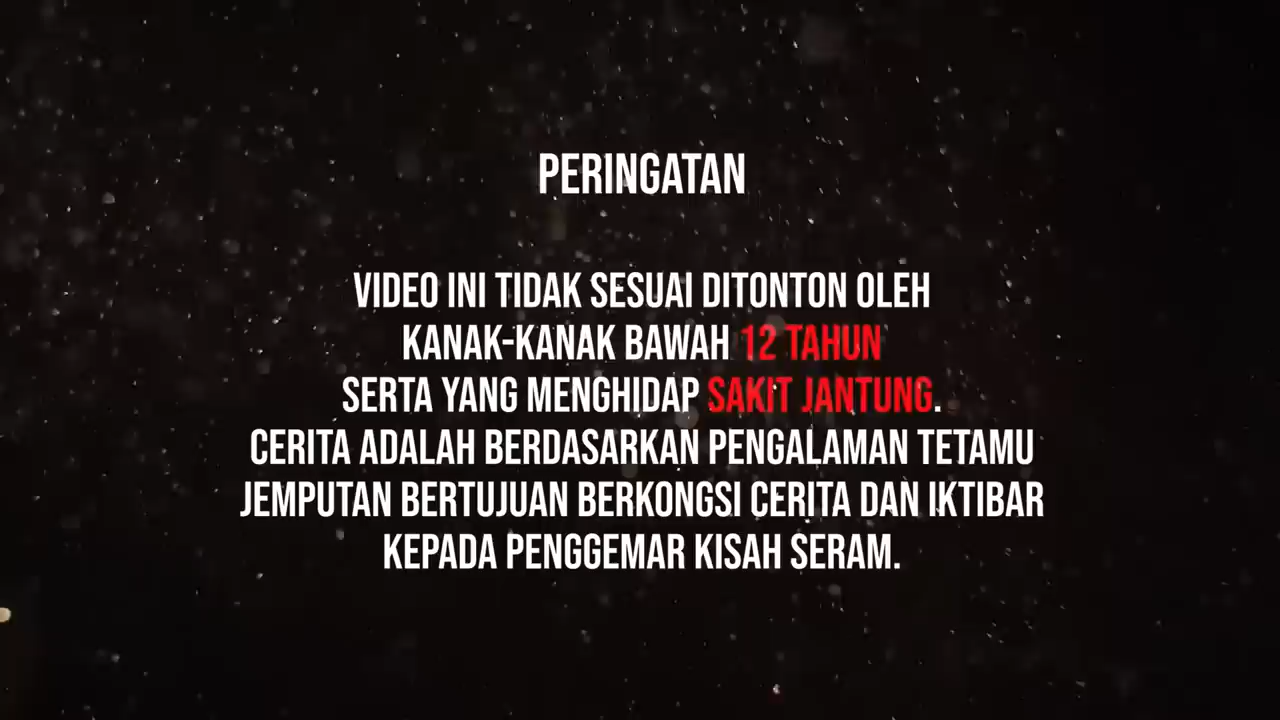 PERINGATAN
VIDEO INI TIDAK SESUAI DITONTON OLEH
KANAK-KANAK BAWAH 12 TAHUN
SERTA YANG MENGHIDAP SAKIT JANTUNG.
CERITA ADALAH BERDASARKAN PENGALAMAN TETAMU
JEMPUTAN BERTUJUAN BERKONGSI CERITA DAN IKTIBAR
KEPADA PENGGEMAR KISAH SERAM.